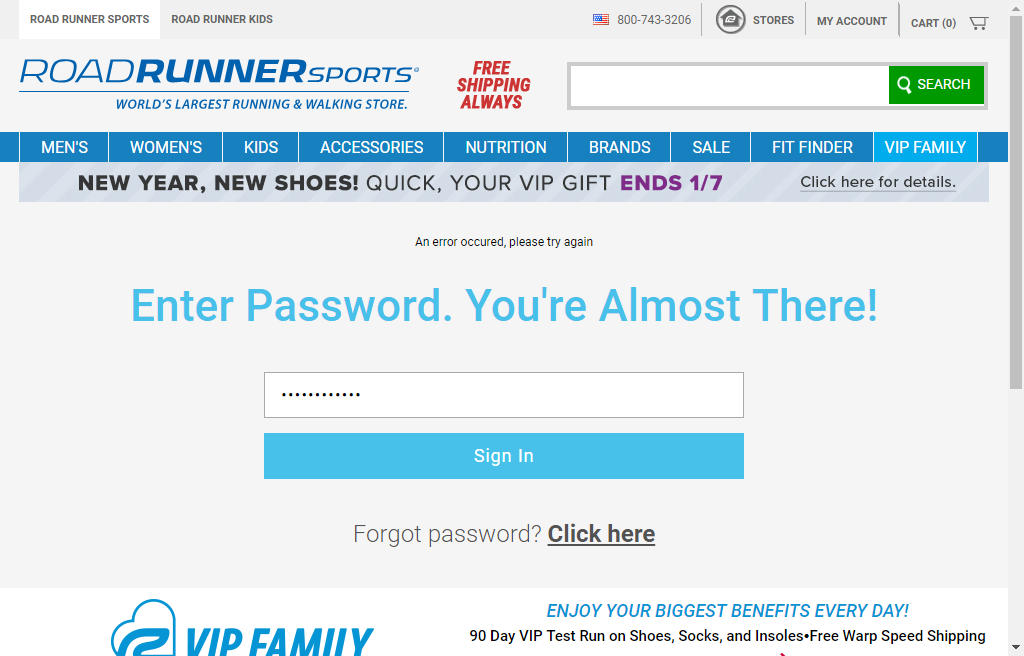 ROAD RUNNER SPORTS ROAD RUNNER KIDS 800-743-3206 STORES MY ACCOUNT CART (0)
ROADRUNNERSPORTS®
WORLD'S LARGEST RUNNING & WALKING STORE.
FREE
SHIPPING
ALWAYS
SEARCH
MEN'S WOMEN'S KIDS ACCESSORIES NUTRITION BRANDS SALE FIT FINDER VIP FAMILY
NEW YEAR, NEW SHOES! QUICK, YOUR VIP GIFT ENDS 1/7 Click here for details.
An error occured, please try again
Enter Password. You're Almost There!
••••••••••••
Sign In
Forgot password? Click here
VIP FAMILY
ENJOY YOUR BIGGEST BENEFITS EVERY DAY!
90 Day VIP Test Run on Shoes, Socks, and Insoles•Free Warp Speed Shipping